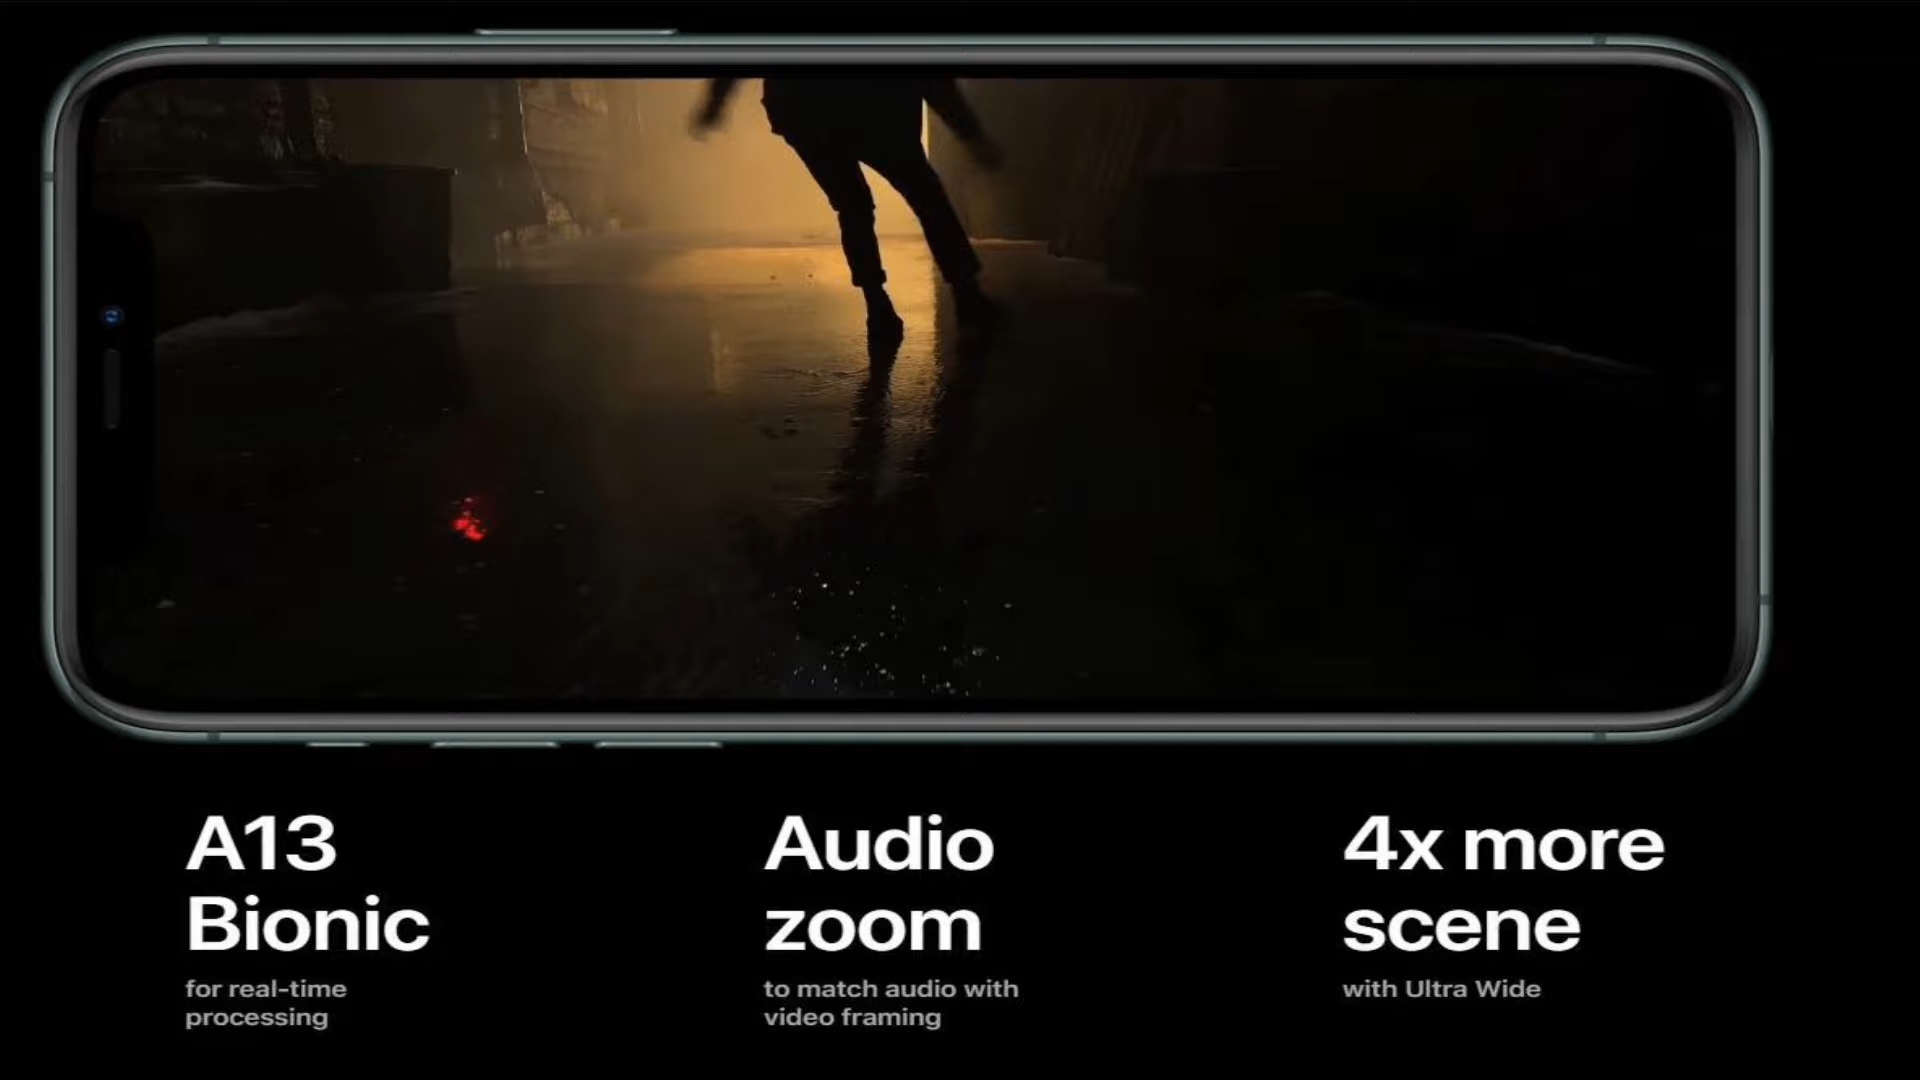 A13
Bionic
for real-time
processing
Audio
zoom
to match audio with
video framing
4x more
scene
with Ultra Wide